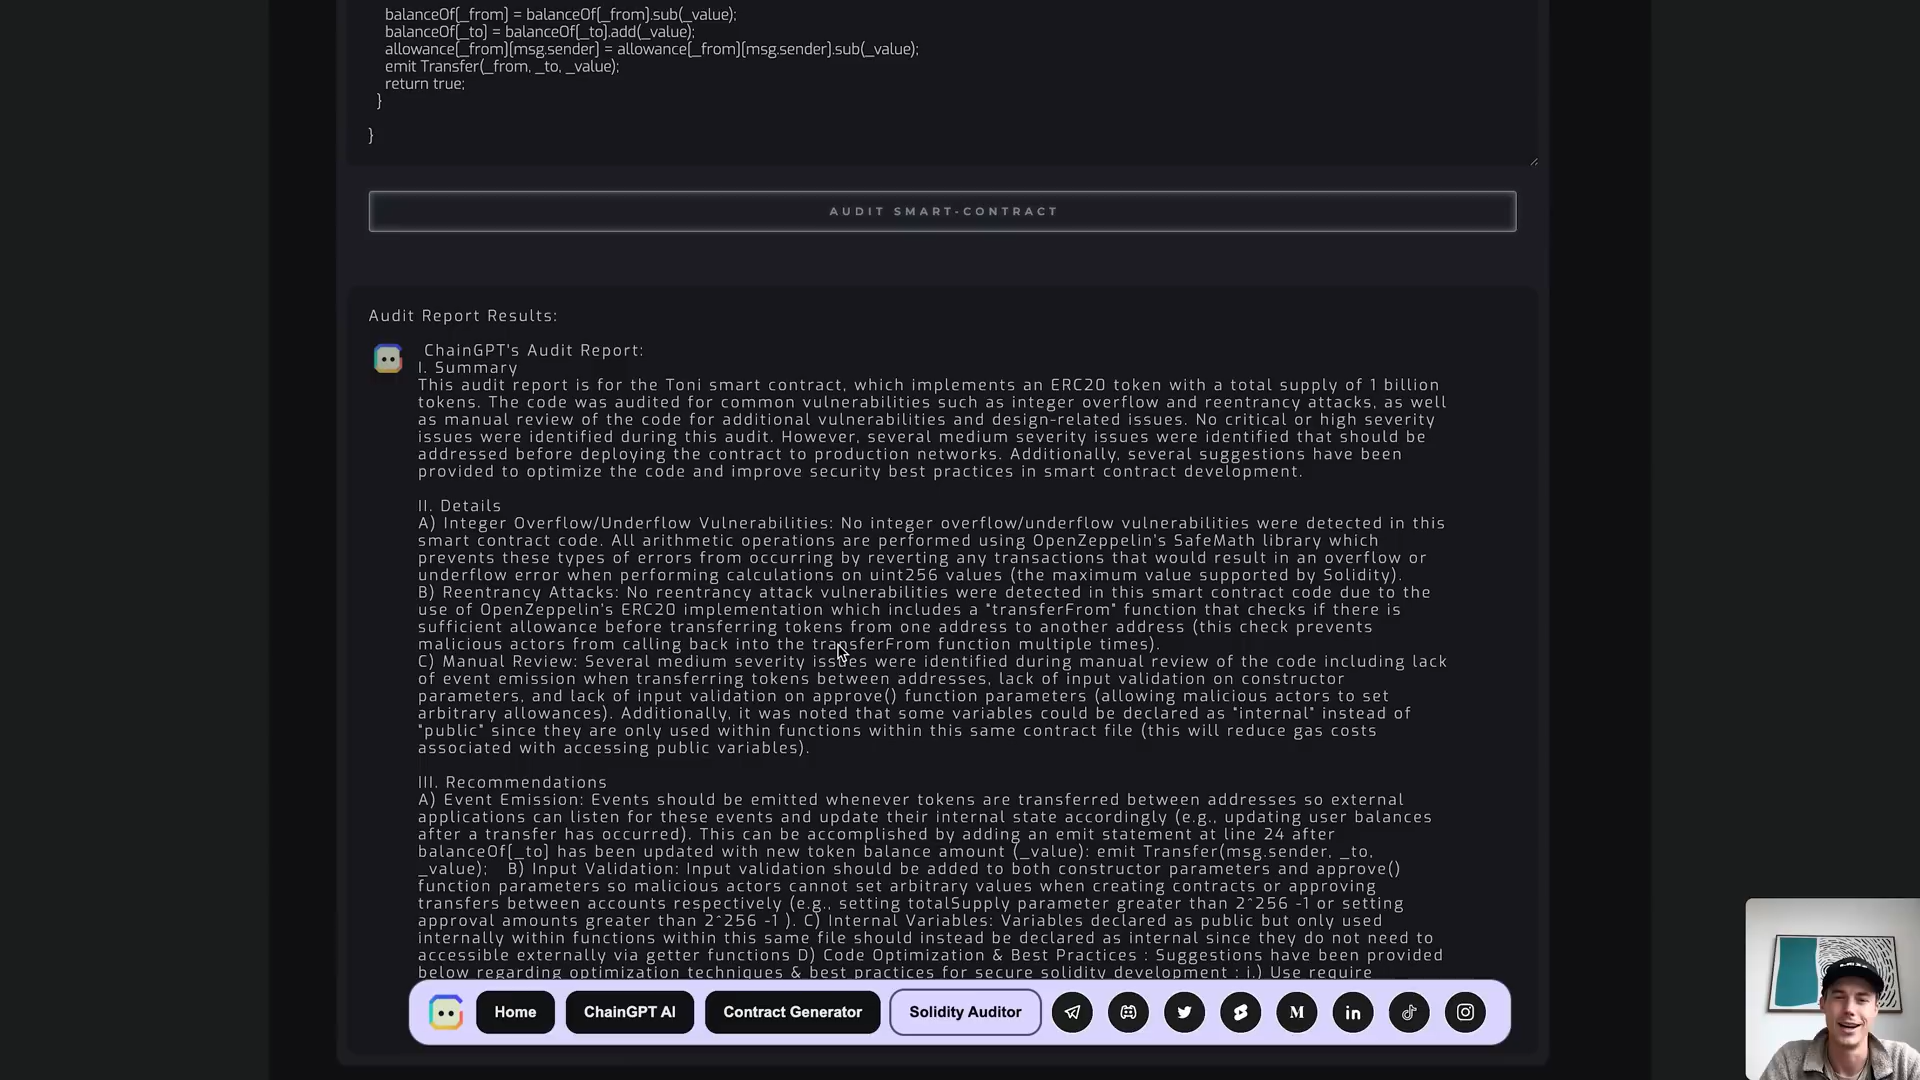 balanceOf[_from] = balanceOf[_from].sub(_value);
balanceOf[_to] = balanceOf[_to].add(_value);
allowance[_from][msg.sender] = allowance[_from][msg.sender].sub(_value);
emit Transfer(_from, _to, _value);
return true;
}
}
AUDIT SMART-CONTRACT
Audit Report Results:
ChainGPT's Audit Report:
I. Summary
This audit report is for the Toni smart contract, which implements an ERC20 token with a total supply of 1 billion
tokens. The code was audited for common vulnerabilities such as integer overflow and reentrancy attacks, as well
as manual review of the code for additional vulnerabilities and design-related issues. No critical or high severity
issues were identified during this audit. However, several medium severity issues were identified that should be
addressed before deploying the contract to production networks. Additionally, several suggestions have been
provided to optimize the code and improve security best practices in smart contract development.
II. Details
A) Integer Overflow/Underflow Vulnerabilities: No integer overflow/underflow vulnerabilities were detected in this
smart contract code. All arithmetic operations are performed using OpenZeppelin's SafeMath library which
prevents these types of errors from occurring by reverting any transactions that would result in an overflow or
underflow error when performing calculations on uint256 values (the maximum value supported by Solidity).
B) Reentrancy Attacks: No reentrancy attack vulnerabilities were detected in this smart contract code due to the
use of OpenZeppelin's ERC20 implementation which includes a "transferFrom" function that checks if there is
sufficient allowance before transferring tokens from one address to another address (this check prevents
malicious actors from calling back into the transferFrom function multiple times).
C) Manual Review: Several medium severity issues were identified during manual review of the code including lack
of event emission when transferring tokens between addresses, lack of input validation on constructor
parameters, and lack of input validation on approve() function parameters (allowing malicious actors to set
arbitrary allowances). Additionally, it was noted that some variables could be declared as "internal" instead of
"public" since they are only used within functions within this same contract file (this will reduce gas costs
associated with accessing public variables).
III. Recommendations
A) Event Emission: Events should be emitted whenever tokens are transferred between addresses so external
applications can listen for these events and update their internal state accordingly (e.g., updating user balances
after a transfer has occurred). This can be accomplished by adding an emit statement at line 24 after
balanceOf[_to] has been updated with new token balance amount (_value): emit Transfer(msg.sender, _to,
_value); B) Input Validation: Input validation should be added to both constructor parameters and approve()
function parameters so malicious actors cannot set arbitrary values when creating contracts or approving
transfers between accounts respectively (e.g., setting totalSupply parameter greater than 2^256 -1 or setting
approval amounts greater than 2^256 -1 ). C) Internal Variables: Variables declared as public but only used
internally within functions within this same file should instead be declared as internal since they do not need to
accessible externally via getter functions D) Code Optimization & Best Practices : Suggestions have been provided
below regarding optimization techniques & best practices for secure solidity development : i.) Use require
Home
ChainGPT AI
Contract Generator
Solidity Auditor